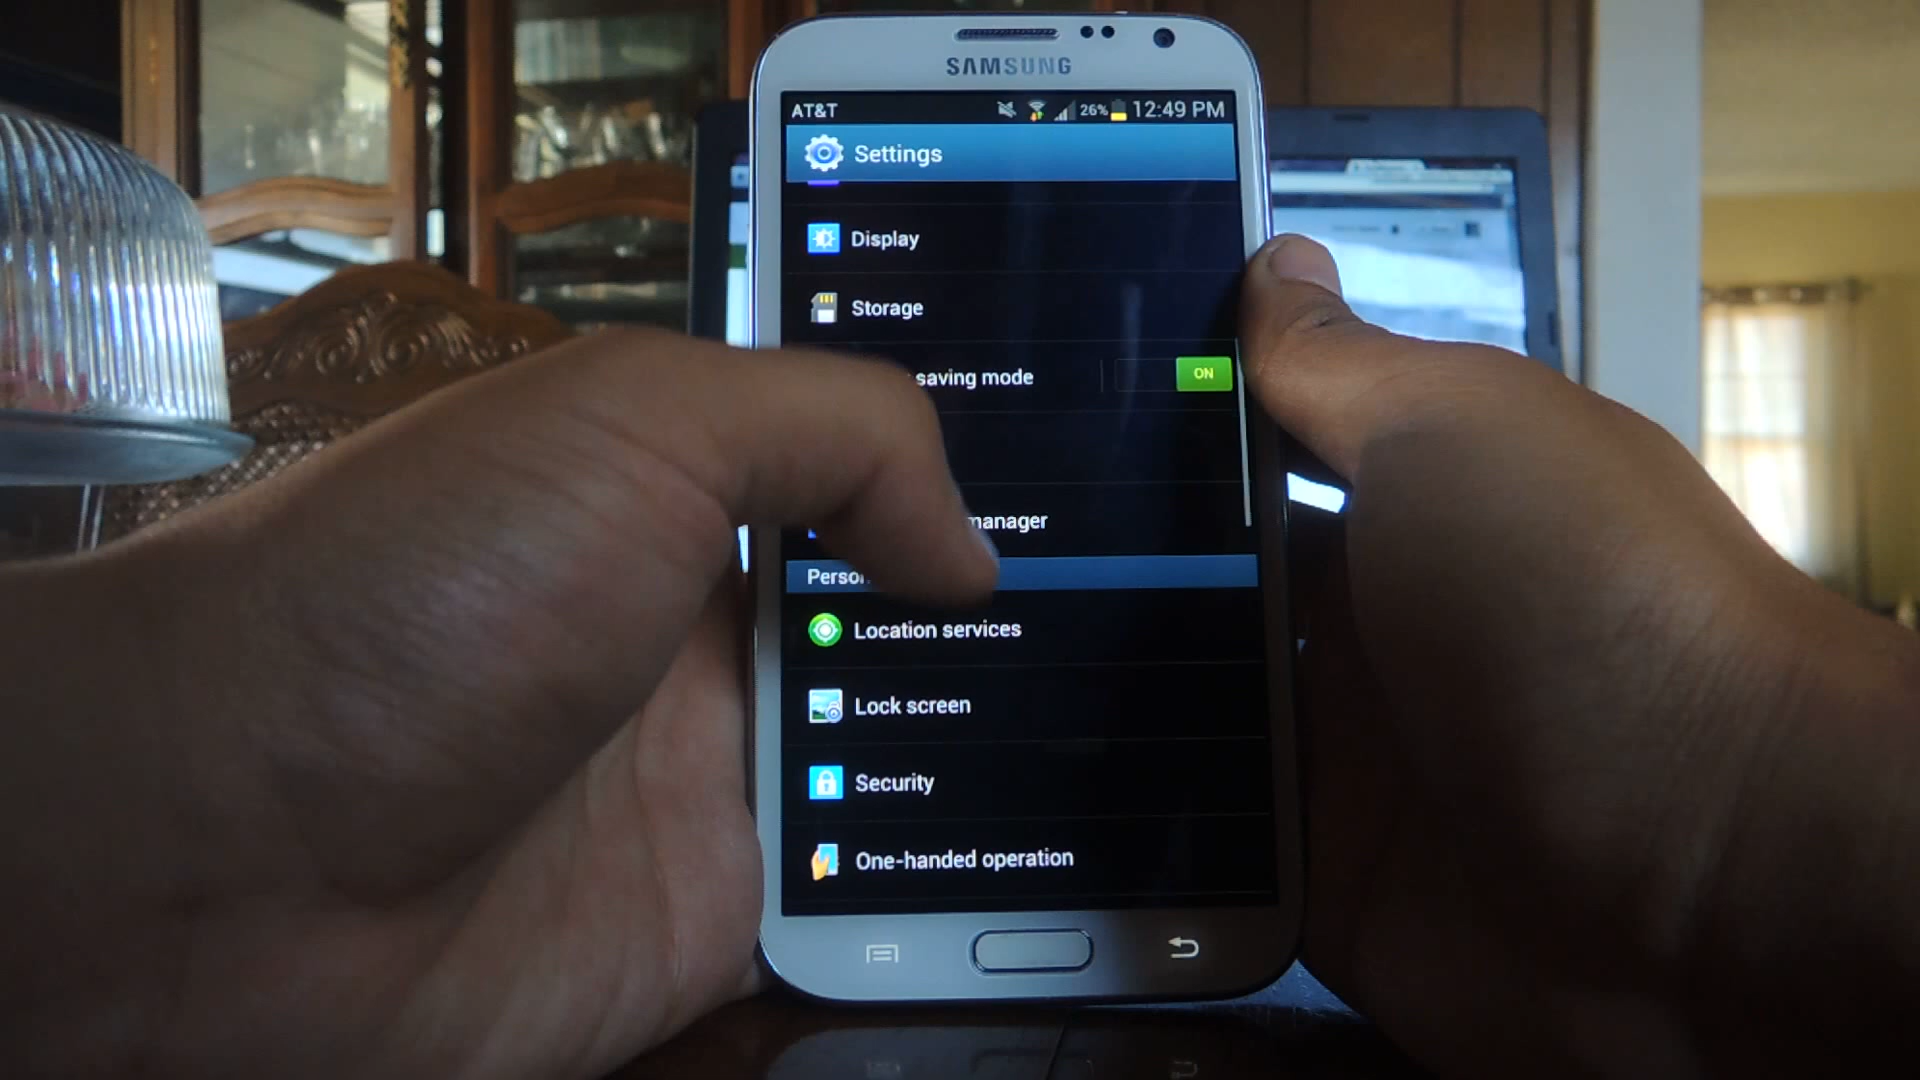 SAMSUNG
AT&T 26% 12:49 PM
Settings
Display
Storage
saving mode ON
manager
Person
Location services
Lock screen
Security
One-handed operation